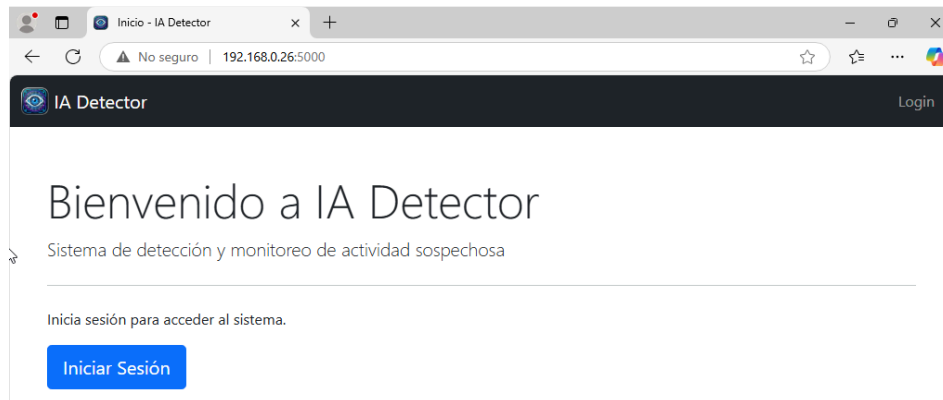 Inicio - IA Detector
No seguro | 192.168.0.26:5000
IA Detector Login
Bienvenido a IA Detector
Sistema de detección y monitoreo de actividad sospechosa
Inicia sesión para acceder al sistema.
Iniciar Sesión